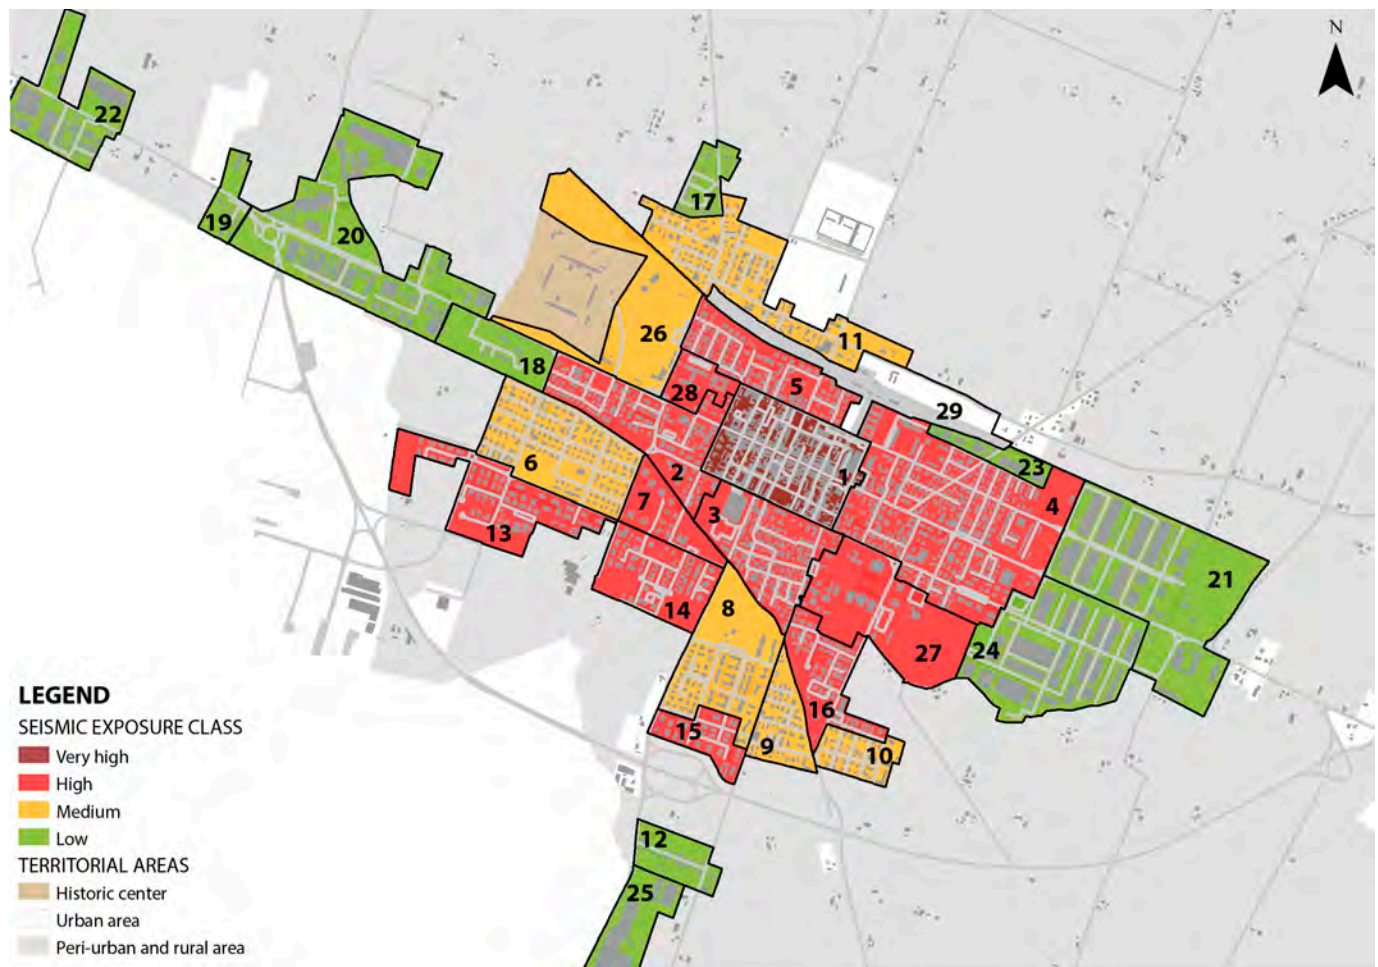 N
22
17
19
20
11
26
18
5
28
29
23
1
6
2
4
7
3
13
21
8
14
24
27
16
15
9
10
12
25
LEGEND
SEISMIC EXPOSURE CLASS
Very high
High
Medium
Low
TERRITORIAL AREAS
Historic center
Urban area
Peri-urban and rural area